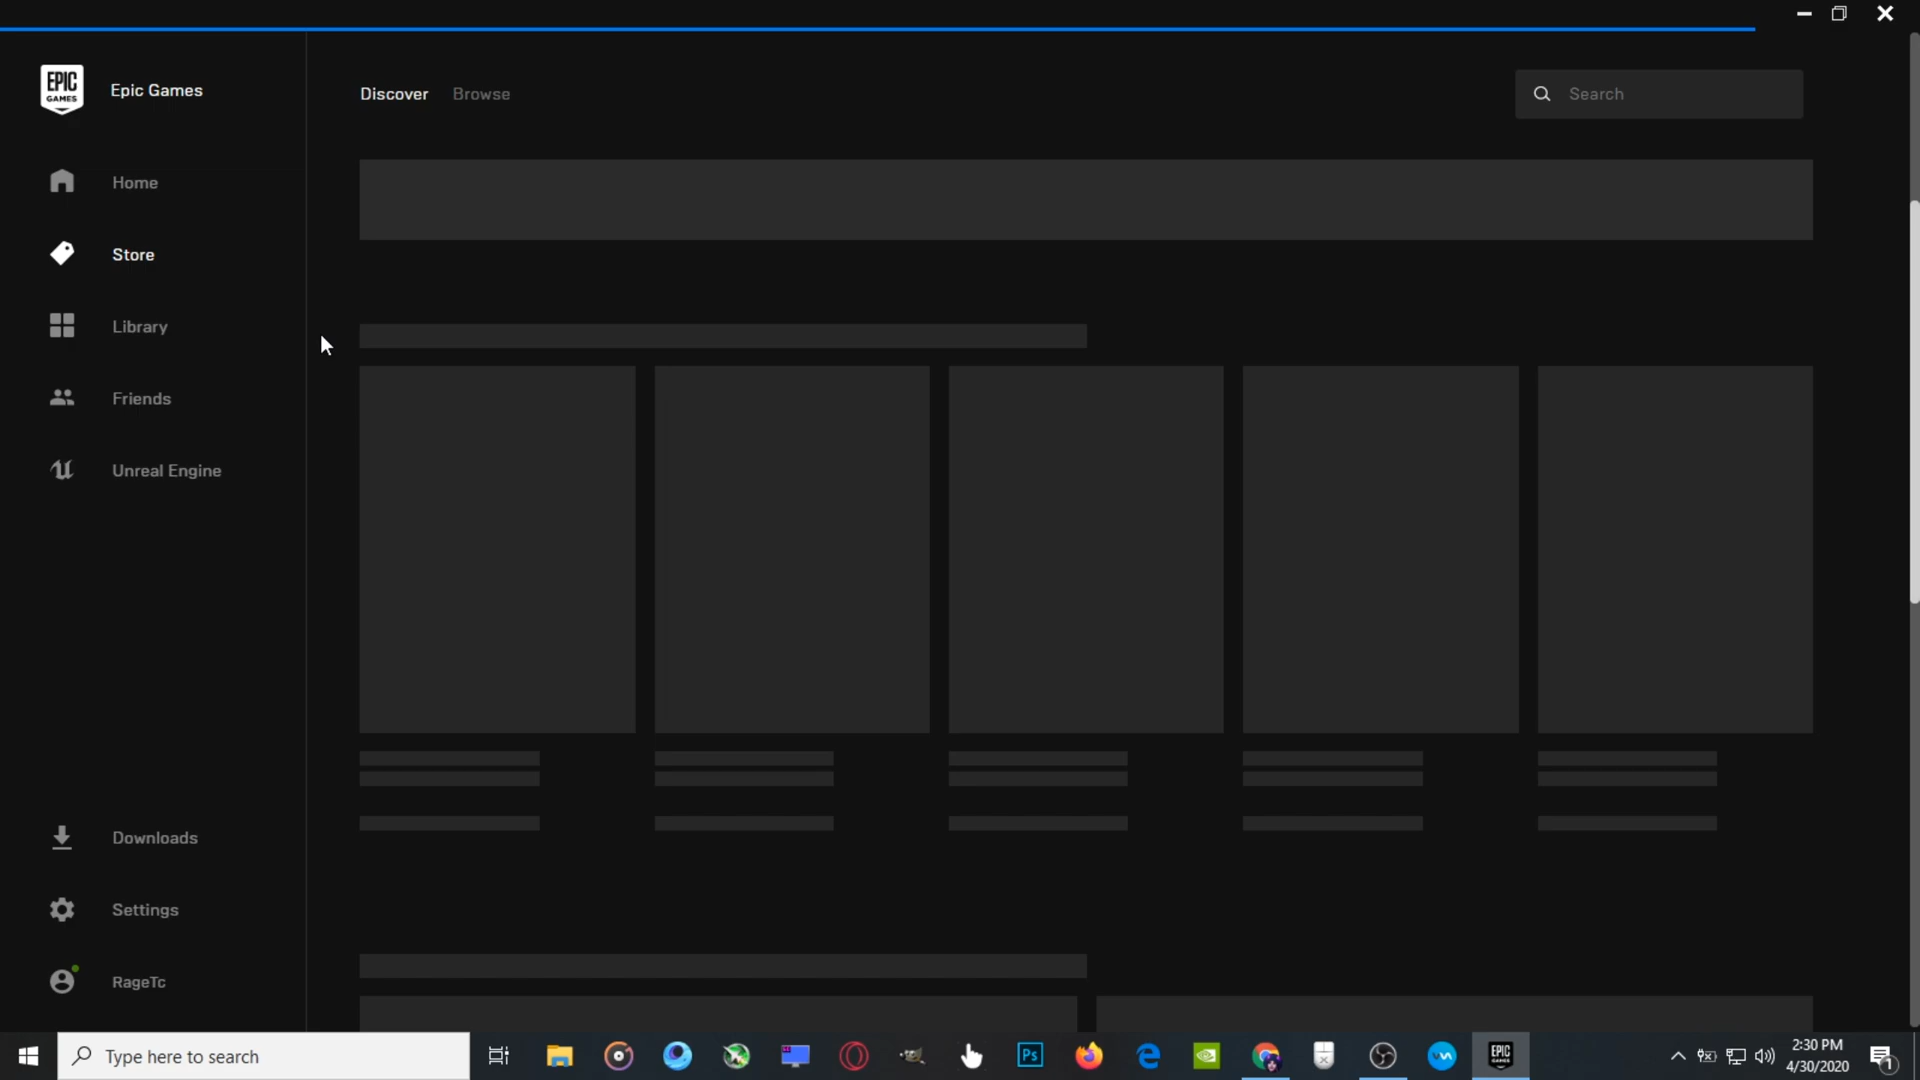 EPIC
GAMES
Epic Games
Discover
Browse
Search
Home
Store
Library
Friends
Unreal Engine
Downloads
Settings
RageTc
Type here to search
Ps
EPIC
GAMES
2:30 PM
4/30/2020
1